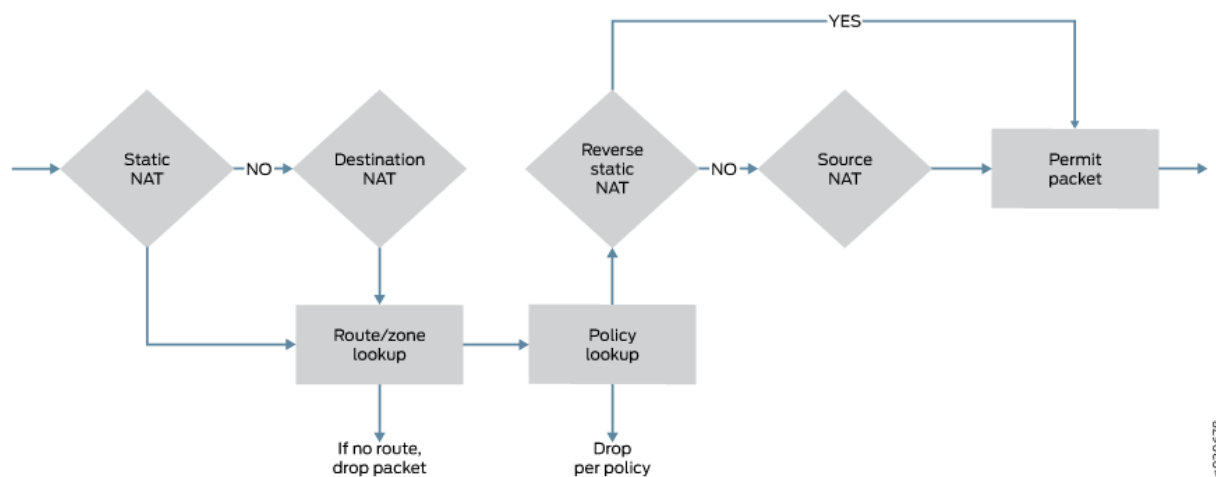 YES
Static
NAT
NO
Destination
NAT
Reverse
static
NAT
NO
Source
NAT
Permit
packet
Route/zone
lookup
Policy
lookup
If no route,
drop packet
Drop
per policy